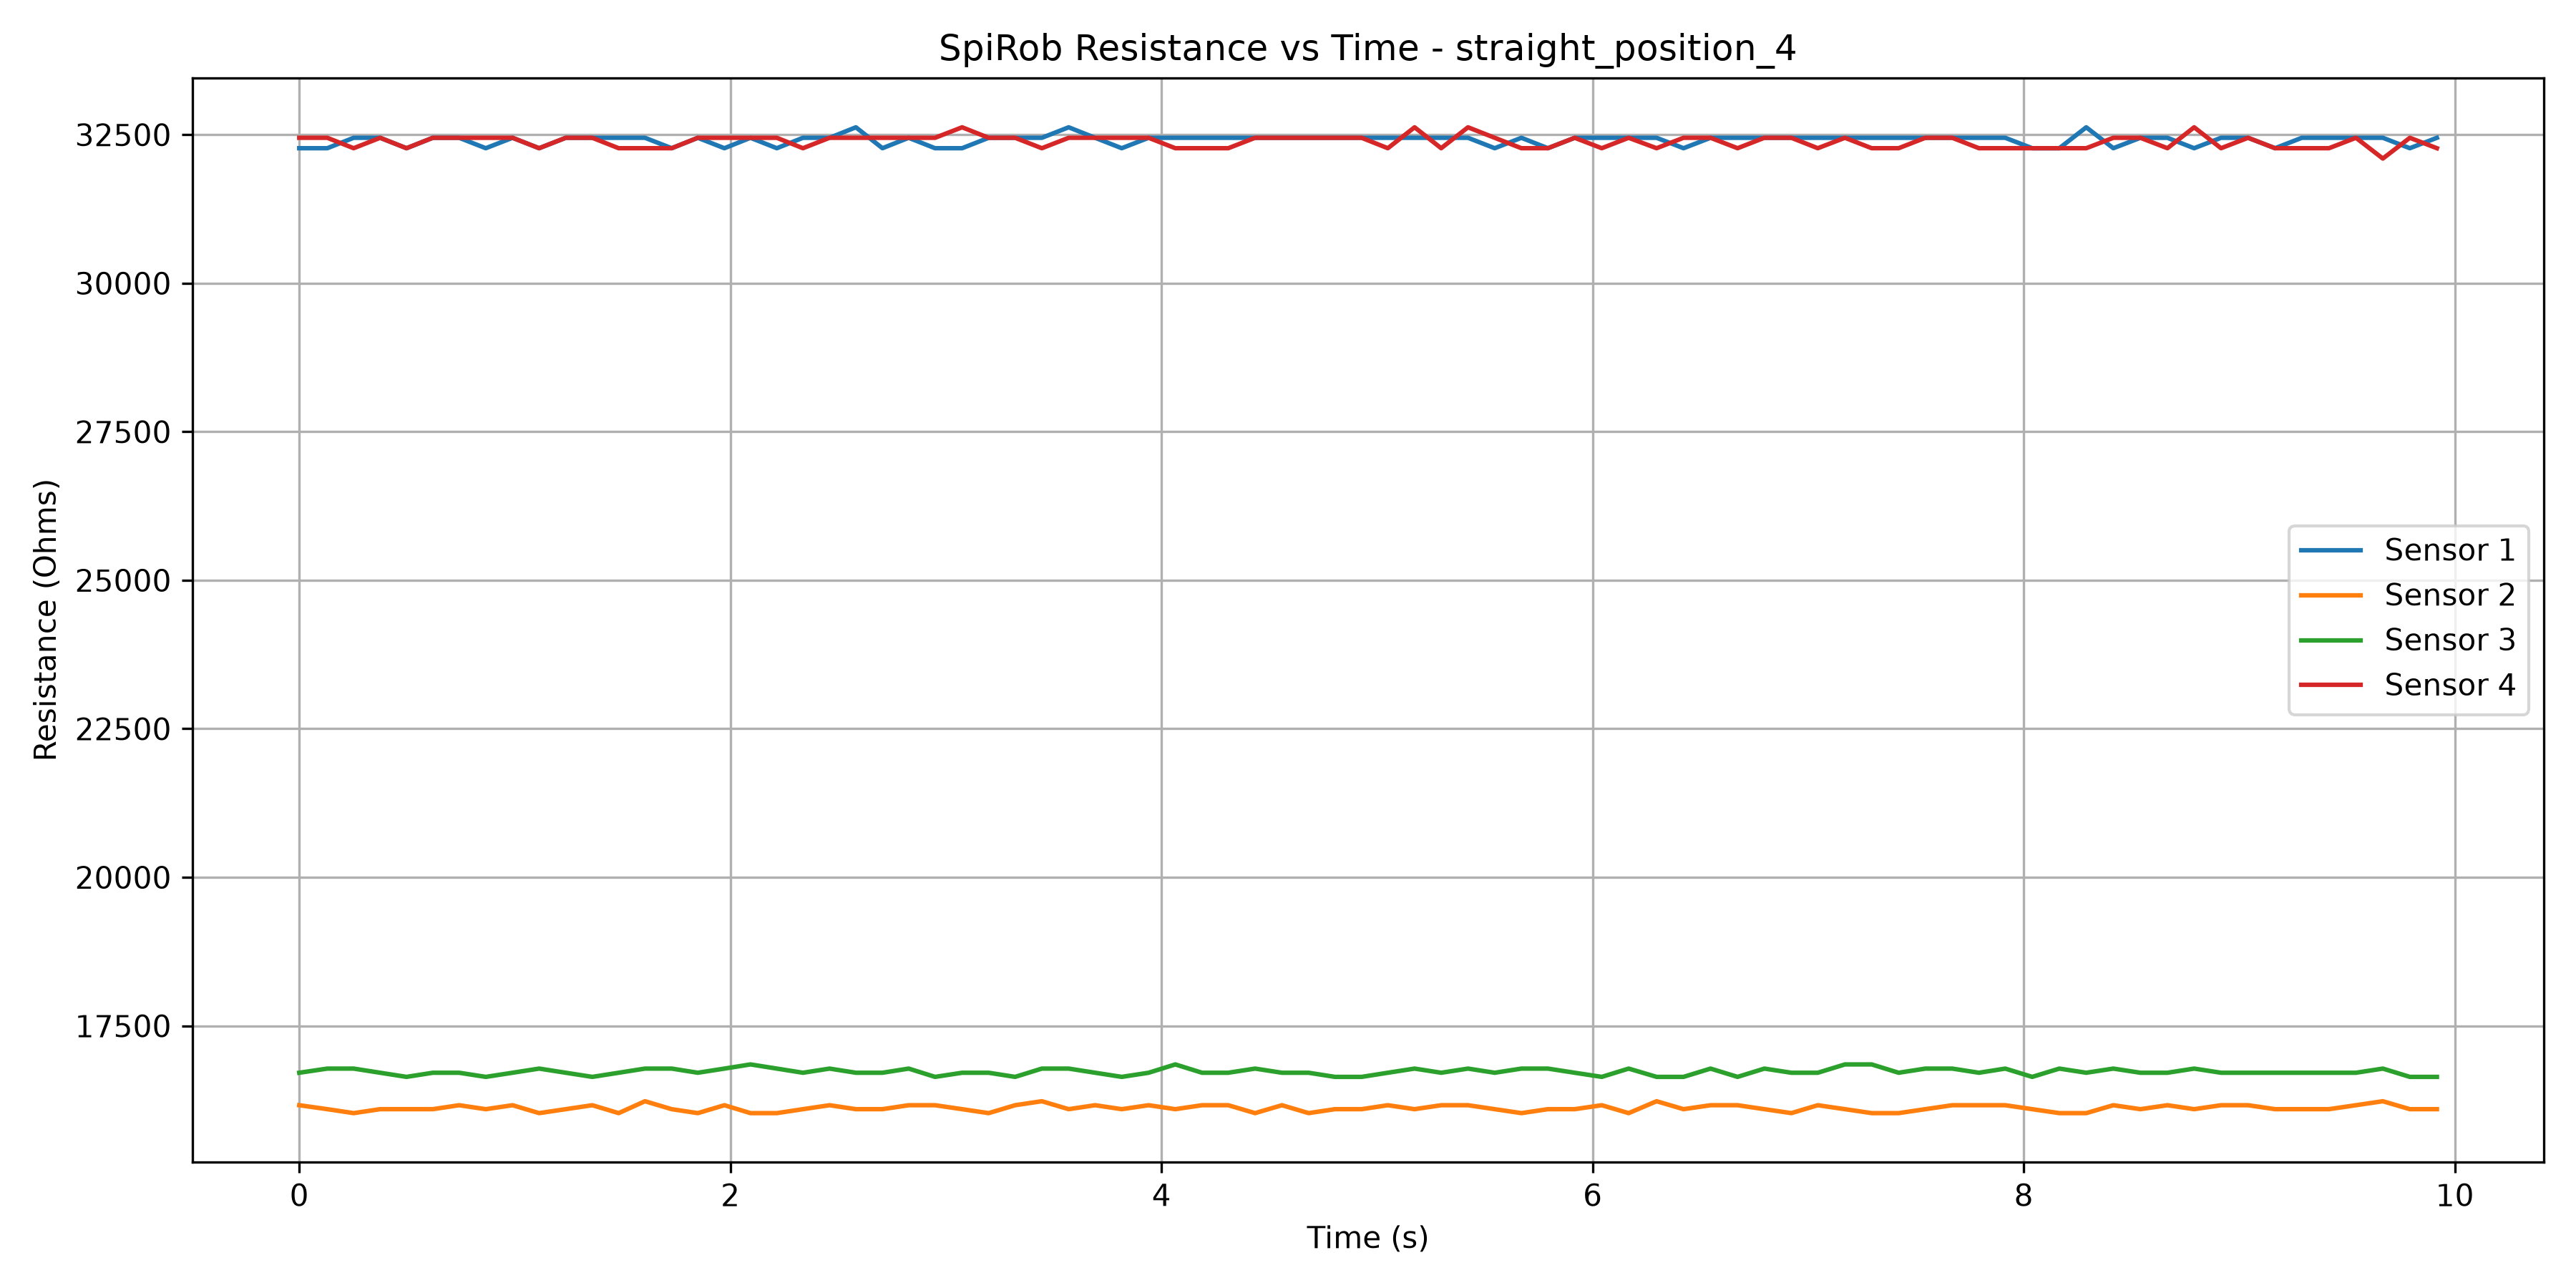 SpiRob Resistance vs Time - straight_position_4
Resistance (Ohms)
32500
30000
27500
25000
22500
20000
17500
Sensor 1
Sensor 2
Sensor 3
Sensor 4
0
2
4
6
8
10
Time (s)